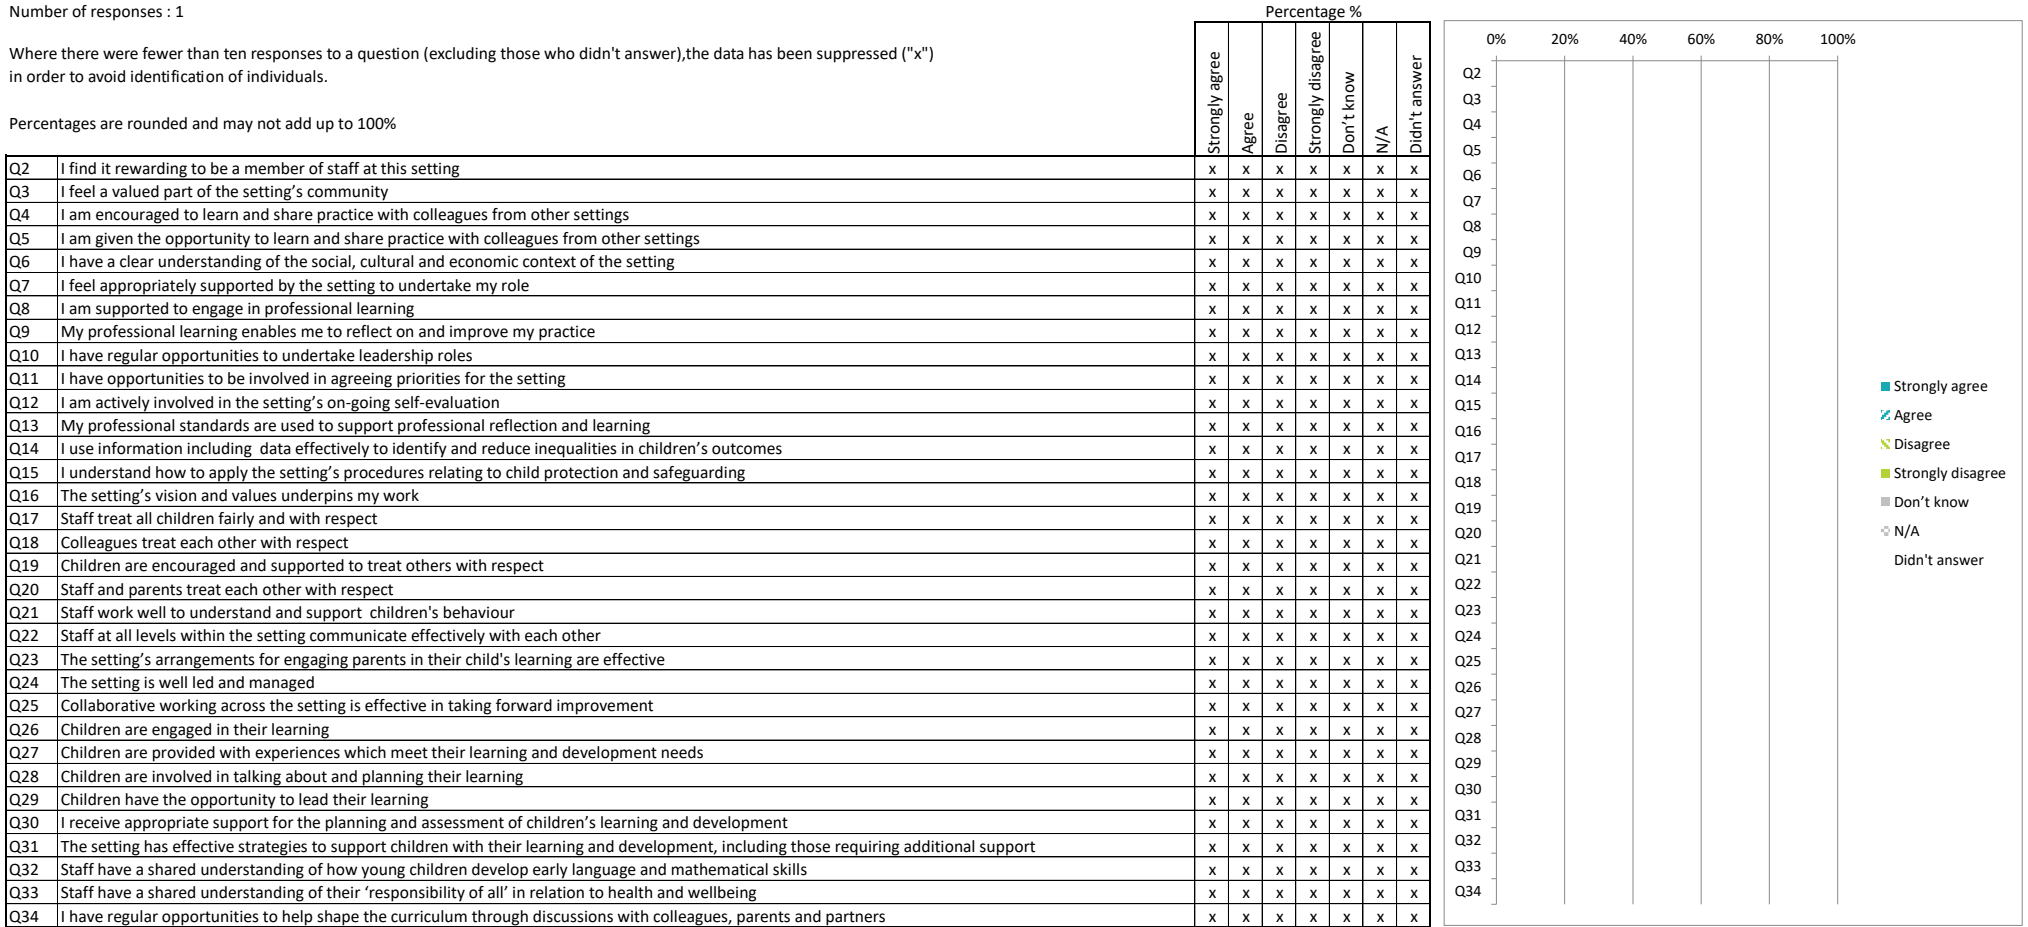 Number of responses : 1
Percentage %
Where there were fewer than ten responses to a question (excluding those who didn't answer),the data has been suppressed ("x")
in order to avoid identification of individuals.
Percentages are rounded and may not add up to 100%
Strongly agree
Agree
Disagree
Strongly disagree
Don't know
N/A
Didn't answer
Q2 I find it rewarding to be a member of staff at this setting x x x x x x x
Q3 I feel a valued part of the setting’s community x x x x x x x
Q4 I am encouraged to learn and share practice with colleagues from other settings x x x x x x x
Q5 I am given the opportunity to learn and share practice with colleagues from other settings x x x x x x x
Q6 I have a clear understanding of the social, cultural and economic context of the setting x x x x x x x
Q7 I feel appropriately supported by the setting to undertake my role x x x x x x x
Q8 I am supported to engage in professional learning x x x x x x x
Q9 My professional learning enables me to reflect on and improve my practice x x x x x x x
Q10 I have regular opportunities to undertake leadership roles x x x x x x x
Q11 I have opportunities to be involved in agreeing priorities for the setting x x x x x x x
Q12 I am actively involved in the setting’s on-going self-evaluation x x x x x x x
Q13 My professional standards are used to support professional reflection and learning x x x x x x x
Q14 I use information including  data effectively to identify and reduce inequalities in children’s outcomes x x x x x x x
Q15 I understand how to apply the setting’s procedures relating to child protection and safeguarding x x x x x x x
Q16 The setting’s vision and values underpins my work x x x x x x x
Q17 Staff treat all children fairly and with respect x x x x x x x
Q18 Colleagues treat each other with respect x x x x x x x
Q19 Children are encouraged and supported to treat others with respect x x x x x x x
Q20 Staff and parents treat each other with respect x x x x x x x
Q21 Staff work well to understand and support  children's behaviour x x x x x x x
Q22 Staff at all levels within the setting communicate effectively with each other x x x x x x x
Q23 The setting’s arrangements for engaging parents in their child's learning are effective x x x x x x x
Q24 The setting is well led and managed x x x x x x x
Q25 Collaborative working across the setting is effective in taking forward improvement x x x x x x x
Q26 Children are engaged in their learning x x x x x x x
Q27 Children are provided with experiences which meet their learning and development needs x x x x x x x
Q28 Children are involved in talking about and planning their learning x x x x x x x
Q29 Children have the opportunity to lead their learning x x x x x x x
Q30 I receive appropriate support for the planning and assessment of children’s learning and development x x x x x x x
Q31 The setting has effective strategies to support children with their learning and development, including those requiring additional support x x x x x x x
Q32 Staff have a shared understanding of how young children develop early language and mathematical skills x x x x x x x
Q33 Staff have a shared understanding of their ‘responsibility of all’ in relation to health and wellbeing x x x x x x x
Q34 I have regular opportunities to help shape the curriculum through discussions with colleagues, parents and partners x x x x x x x
0% 20% 40% 60% 80% 100%
Q2
Q3
Q4
Q5
Q6
Q7
Q8
Q9
Q10
Q11
Q12
Q13
Q14
Q15
Q16
Q17
Q18
Q19
Q20
Q21
Q22
Q23
Q24
Q25
Q26
Q27
Q28
Q29
Q30
Q31
Q32
Q33
Q34
Strongly agree
Agree
Disagree
Strongly disagree
Don’t know
N/A
Didn't answer